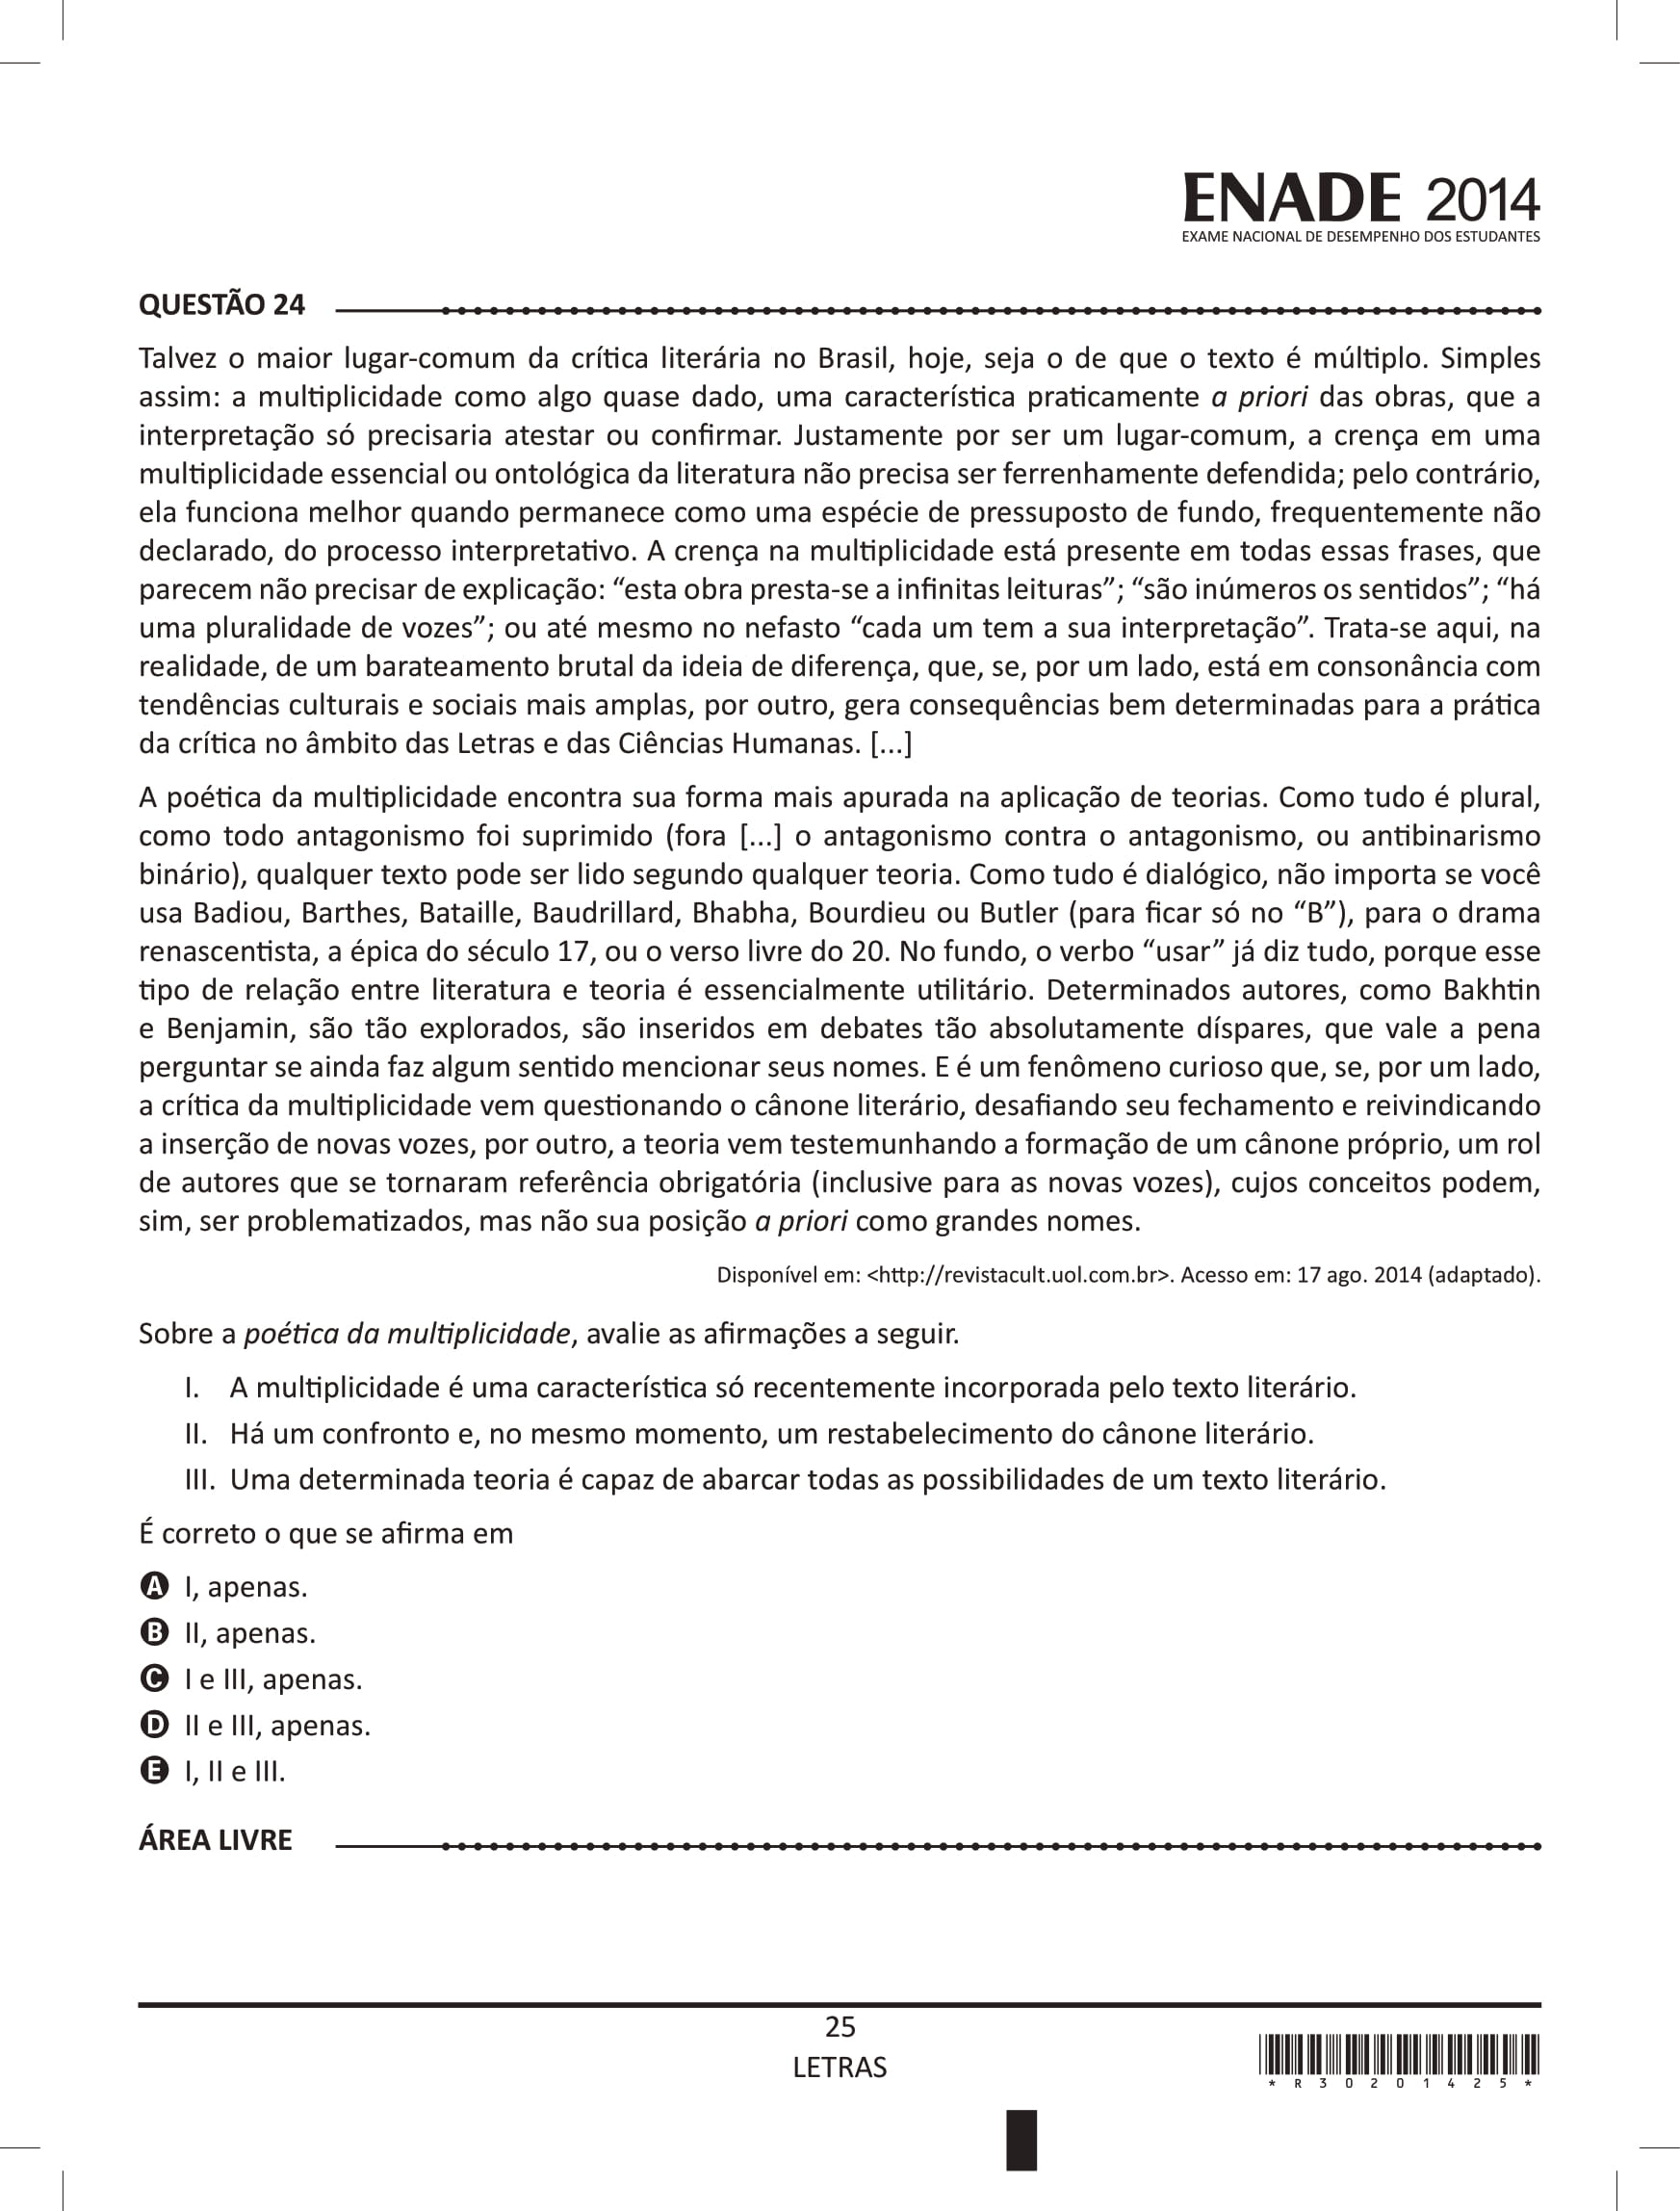 ENADE 2014
EXAME NACIONAL DE DESEMPENHO DOS ESTUDANTES
QUESTÃO 24
Talvez o maior lugar-comum da crítica literária no Brasil, hoje, seja o de que o texto é múltiplo. Simples
assim: a multiplicidade como algo quase dado, uma característica praticamente a priori das obras, que a
interpretação só precisaria atestar ou confirmar. Justamente por ser um lugar-comum, a crença em uma
multiplicidade essencial ou ontológica da literatura não precisa ser ferrenhamente defendida; pelo contrário,
ela funciona melhor quando permanece como uma espécie de pressuposto de fundo, frequentemente não
declarado, do processo interpretativo. A crença na multiplicidade está presente em todas essas frases, que
parecem não precisar de explicação: “esta obra presta-se a infinitas leituras”; “são inúmeros os sentidos”; “há
uma pluralidade de vozes”; ou até mesmo no nefasto “cada um tem a sua interpretação”. Trata-se aqui, na
realidade, de um barateamento brutal da ideia de diferença, que, se, por um lado, está em consonância com
tendências culturais e sociais mais amplas, por outro, gera consequências bem determinadas para a prática
da crítica no âmbito das Letras e das Ciências Humanas. [...]
A poética da multiplicidade encontra sua forma mais apurada na aplicação de teorias. Como tudo é plural,
como todo antagonismo foi suprimido (fora [...] o antagonismo contra o antagonismo, ou antibinarismo
binário), qualquer texto pode ser lido segundo qualquer teoria. Como tudo é dialógico, não importa se você
usa Badiou, Barthes, Bataille, Baudrillard, Bhabha, Bourdieu ou Butler (para ficar só no “B”), para o drama
renascentista, a épica do século 17, ou o verso livre do 20. No fundo, o verbo “usar” já diz tudo, porque esse
tipo de relação entre literatura e teoria é essencialmente utilitário. Determinados autores, como Bakhtin
e Benjamin, são tão explorados, são inseridos em debates tão absolutamente díspares, que vale a pena
perguntar se ainda faz algum sentido mencionar seus nomes. E é um fenômeno curioso que, se, por um lado,
a crítica da multiplicidade vem questionando o cânone literário, desafiando seu fechamento e reivindicando
a inserção de novas vozes, por outro, a teoria vem testemunhando a formação de um cânone próprio, um rol
de autores que se tornaram referência obrigatória (inclusive para as novas vozes), cujos conceitos podem,
sim, ser problematizados, mas não sua posição a priori como grandes nomes.
Disponível em: <http://revistacult.uol.com.br>. Acesso em: 17 ago. 2014 (adaptado).
Sobre a poética da multiplicidade, avalie as afirmações a seguir.
I. A multiplicidade é uma característica só recentemente incorporada pelo texto literário.
II. Há um confronto e, no mesmo momento, um restabelecimento do cânone literário.
III. Uma determinada teoria é capaz de abarcar todas as possibilidades de um texto literário.
É correto o que se afirma em
A I, apenas.
B II, apenas.
C I e III, apenas.
D II e III, apenas.
E I, II e III.
ÁREA LIVRE
25
LETRAS
* R 3 0 2 0 1 4 2 5 *